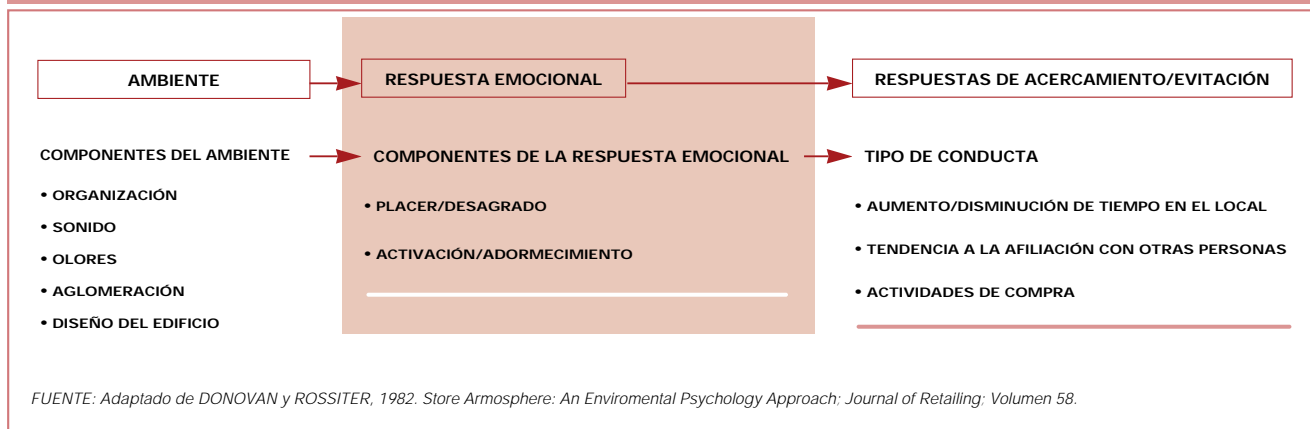 AMBIENTE
RESPUESTA EMOCIONAL
RESPUESTAS DE ACERCAMIENTO/EVITACIÓN
COMPONENTES DEL AMBIENTE
• ORGANIZACIÓN
• SONIDO
• OLORES
• AGLOMERACIÓN
• DISEÑO DEL EDIFICIO
COMPONENTES DE LA RESPUESTA EMOCIONAL
• PLACER/DESAGRADO
• ACTIVACIÓN/ADORMECIMIENTO
TIPO DE CONDUCTA
• AUMENTO/DISMINUCIÓN DE TIEMPO EN EL LOCAL
• TENDENCIA A LA AFILIACIÓN CON OTRAS PERSONAS
• ACTIVIDADES DE COMPRA
FUENTE: Adaptado de DONOVAN y ROSSITER, 1982. Store Armosphere: An Enviromental Psychology Approach; Journal of Retailing; Volumen 58.